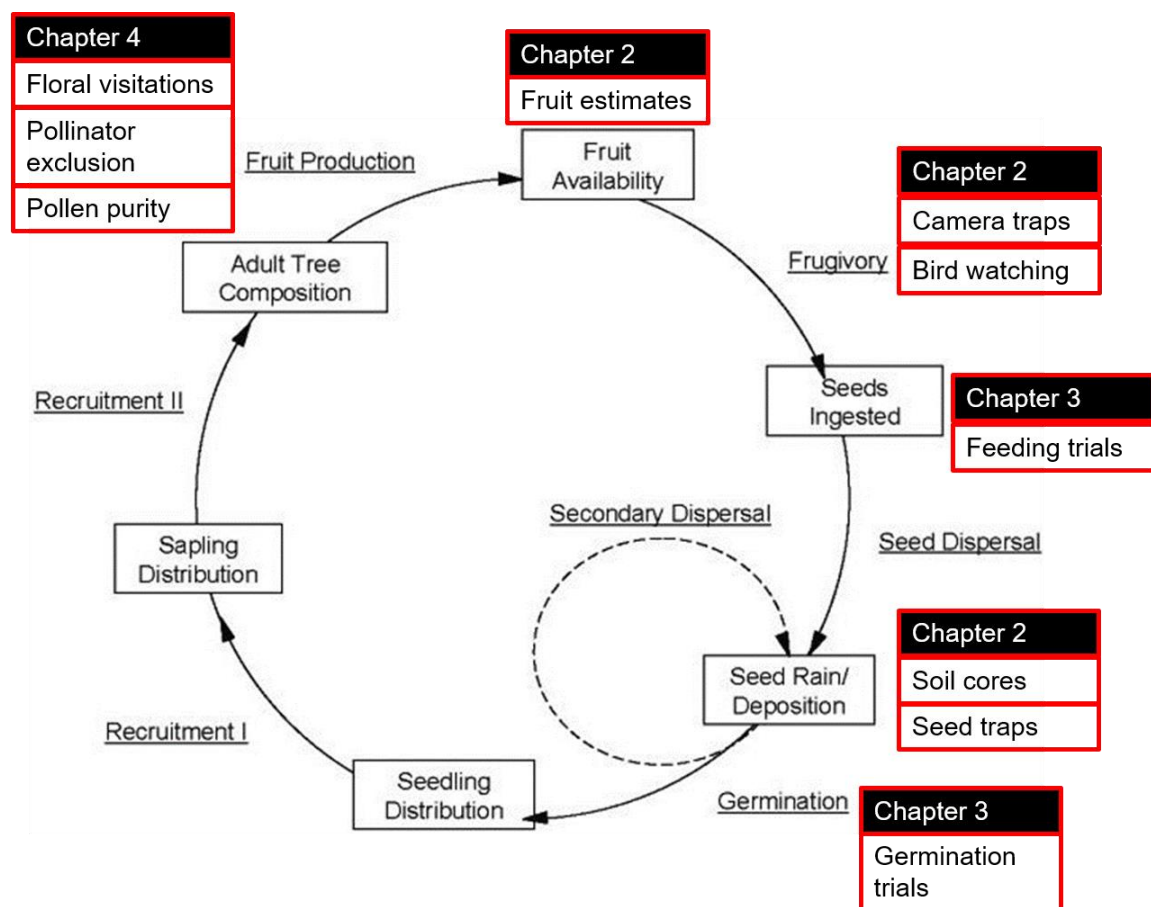 Chapter 4
Floral visitations
Pollinator
exclusion
Pollen purity
Chapter 2
Fruit estimates
Fruit Production
Fruit
Availability
Chapter 2
Camera traps
Bird watching
Frugivory
Adult Tree
Composition
Seeds
Ingested
Chapter 3
Feeding trials
Recruitment II
Secondary Dispersal
Seed Dispersal
Sapling
Distribution
Chapter 2
Soil cores
Seed traps
Seed Rain/
Deposition
Recruitment I
Seedling
Distribution
Germination
Chapter 3
Germination
trials